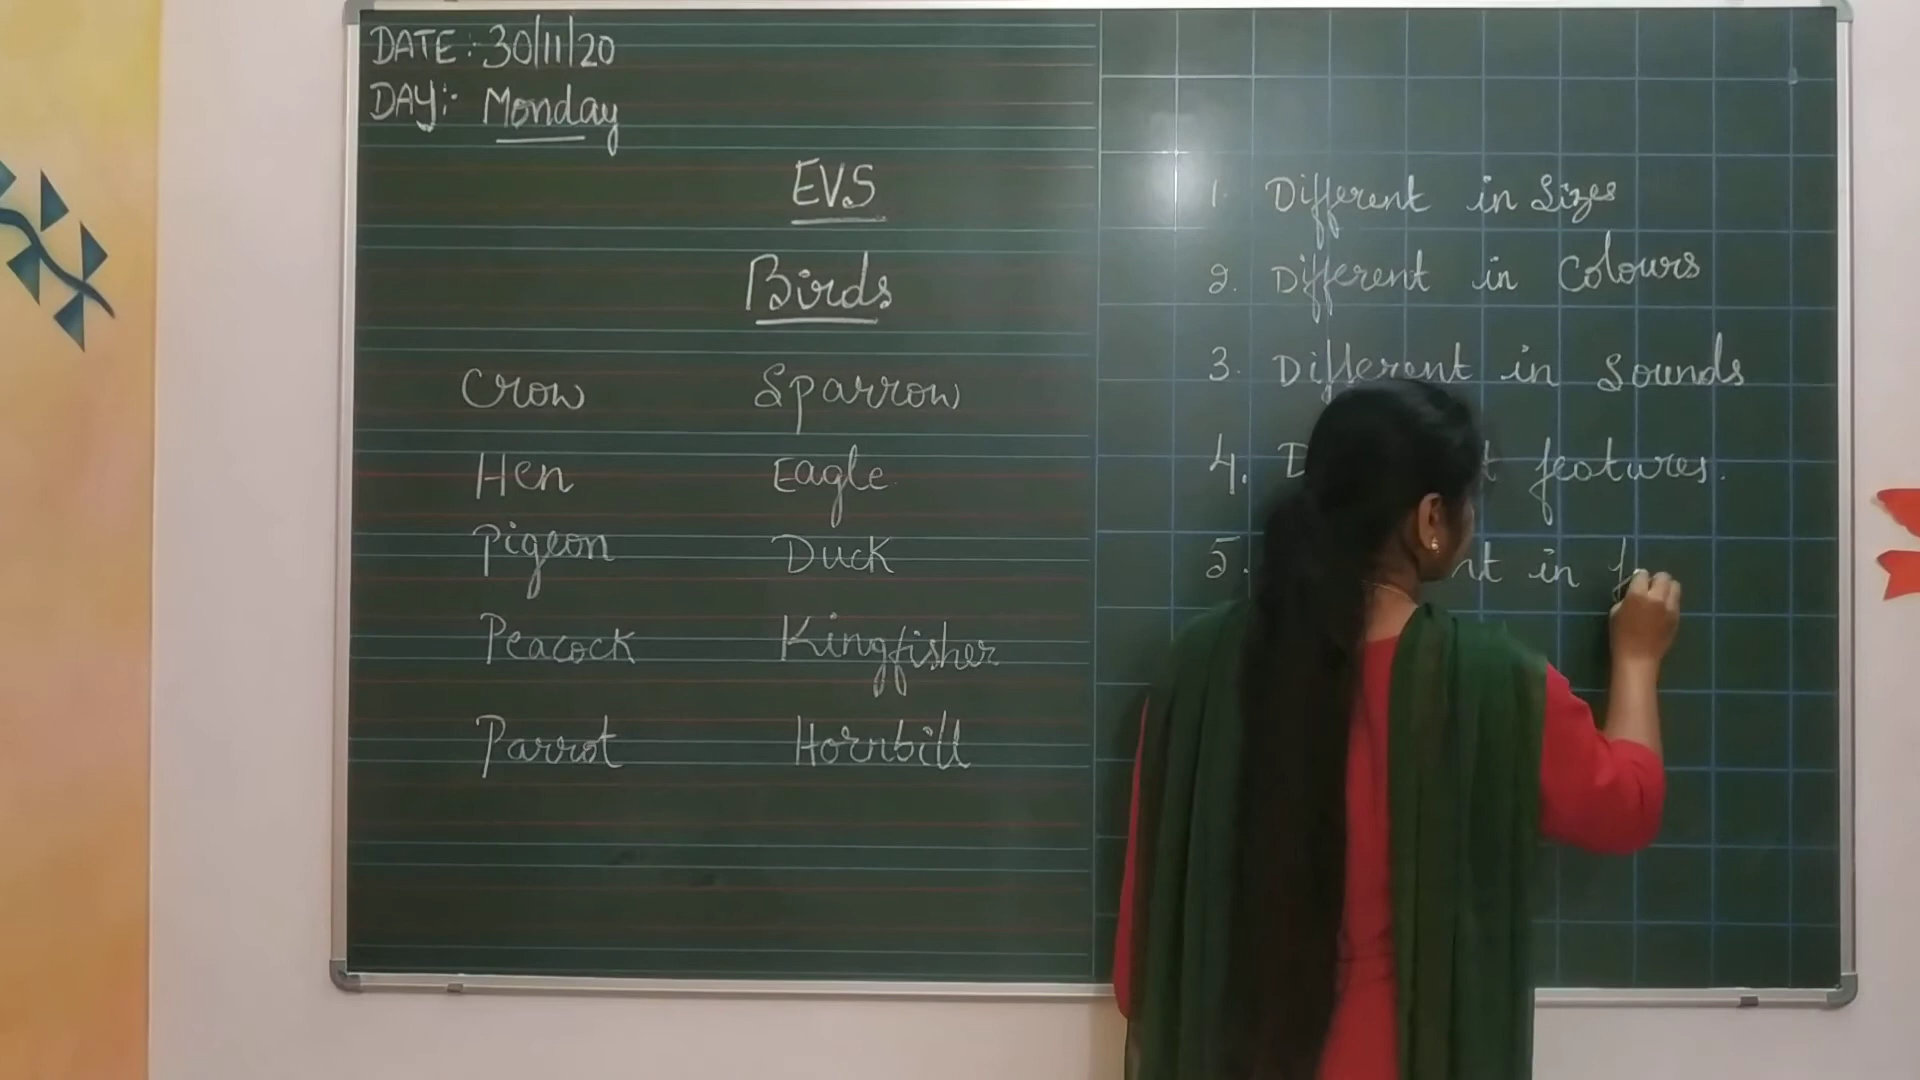 DATE:- 30/11/20
DAY:- Monday
EVS
Birds
Crow Sparrow
Hen Eagle
Pigeon Duck
Peacock Kingfisher
Parrot Hornbill
1. Different in Sizes
2. Different in Colours
3. Different in Sounds
4. features.
5. in